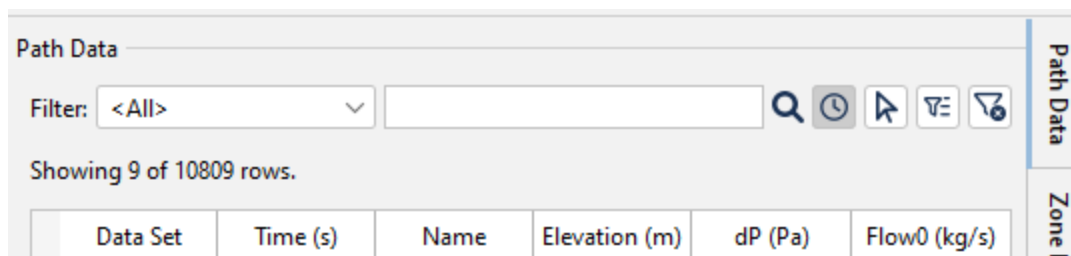 Path Data
Filter: <All>
Showing 9 of 10809 rows.
Data Set Time (s) Name Elevation (m) dP (Pa) Flow0 (kg/s)
Path Data
Zone